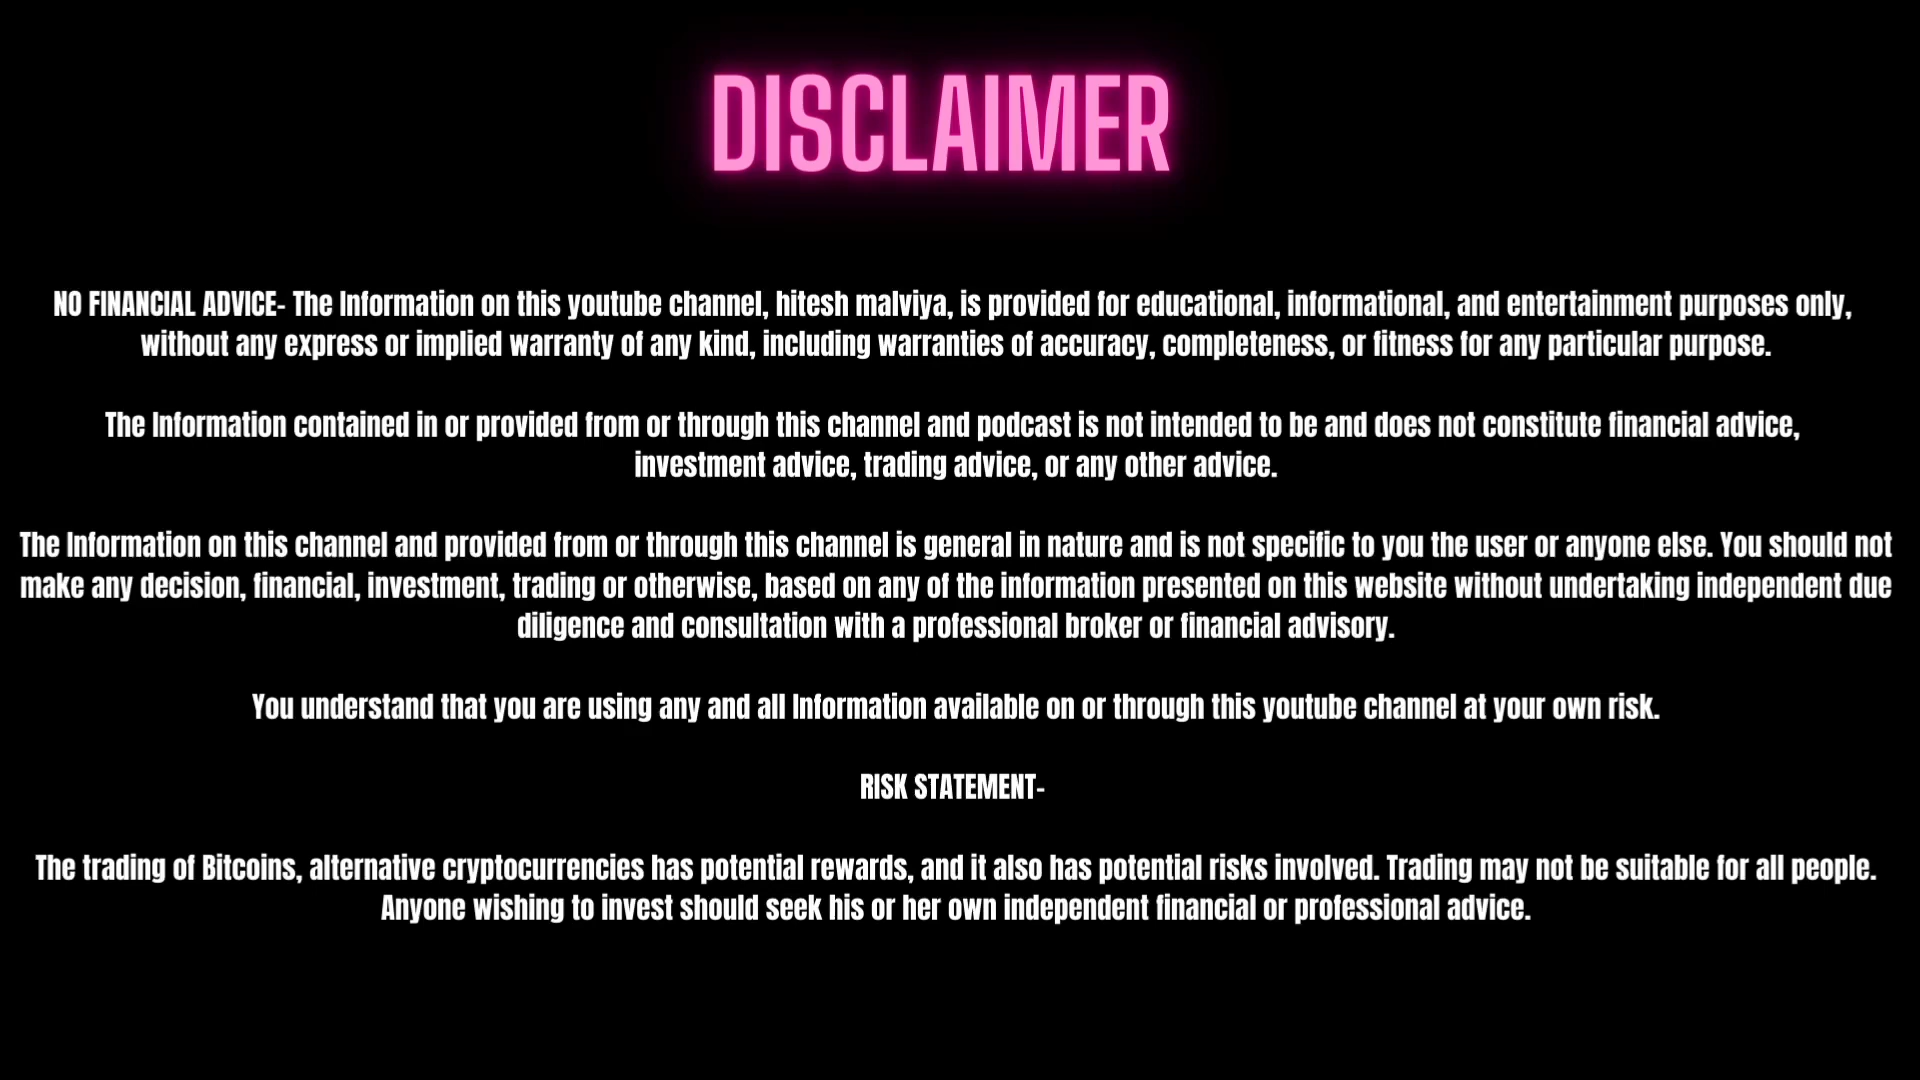 DISCLAIMER
NO FINANCIAL ADVICE- The Information on this youtube channel, hitesh malviya, is provided for educational, informational, and entertainment purposes only,
without any express or implied warranty of any kind, including warranties of accuracy, completeness, or fitness for any particular purpose.
The Information contained in or provided from or through this channel and podcast is not intended to be and does not constitute financial advice,
investment advice, trading advice, or any other advice.
The Information on this channel and provided from or through this channel is general in nature and is not specific to you the user or anyone else. You should not
make any decision, financial, investment, trading or otherwise, based on any of the information presented on this website without undertaking independent due
diligence and consultation with a professional broker or financial advisory.
You understand that you are using any and all Information available on or through this youtube channel at your own risk.
RISK STATEMENT-
The trading of Bitcoins, alternative cryptocurrencies has potential rewards, and it also has potential risks involved. Trading may not be suitable for all people.
Anyone wishing to invest should seek his or her own independent financial or professional advice.